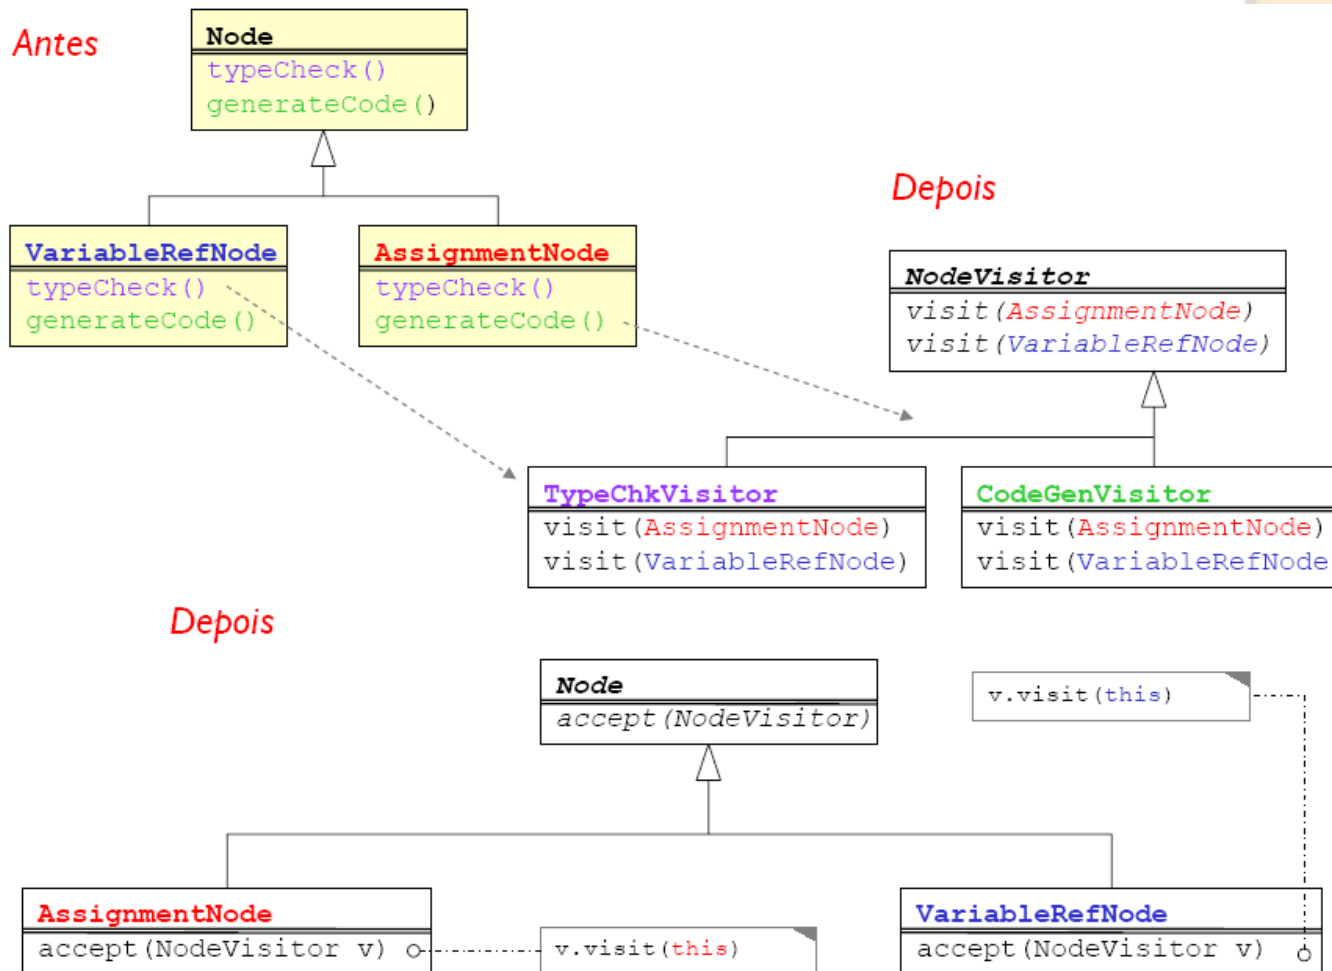 Antes
Node
typeCheck()
generateCode()
VariableRefNode
typeCheck()
generateCode()
AssignmentNode
typeCheck()
generateCode()
Depois
NodeVisitor
visit(AssignmentNode)
visit(VariableRefNode)
TypeChkVisitor
visit(AssignmentNode)
visit(VariableRefNode)
CodeGenVisitor
visit(AssignmentNode)
visit(VariableRefNode
Depois
Node
accept(NodeVisitor)
v.visit(this)
AssignmentNode
accept(NodeVisitor v)
v.visit(this)
VariableRefNode
accept(NodeVisitor v)